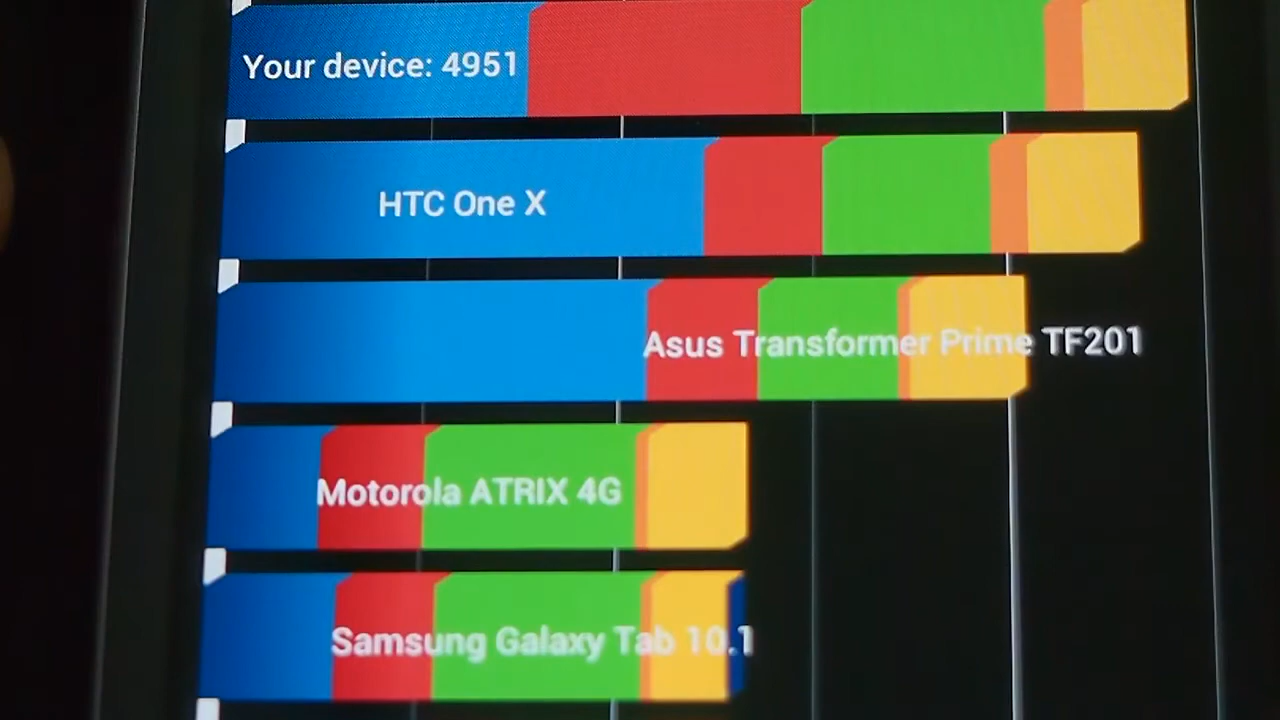 Your device: 4951
HTC One X
Asus Transformer Prime TF201
Motorola ATRIX 4G
Samsung Galaxy Tab 10.1